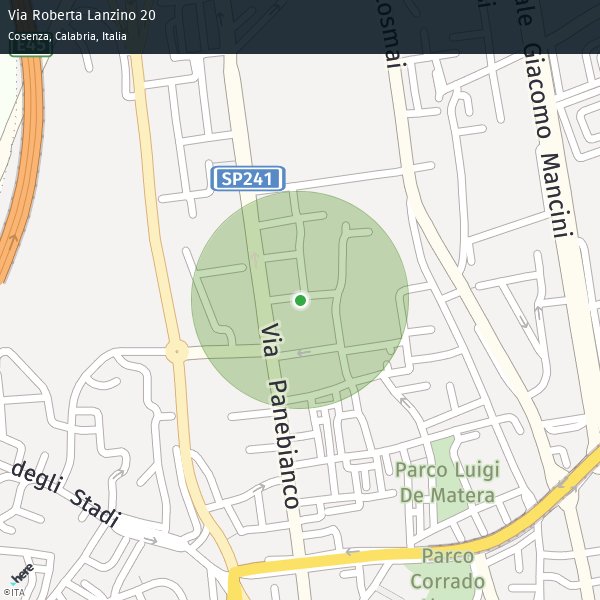 Via Roberta Lanzino 20
Cosenza, Calabria, Italia
E45
osmai
ale Giacomo Mancini
SP241
Via Panebianco
degli Stadi
Parco Luigi
De Matera
Parco
Corrado
here
©ITA